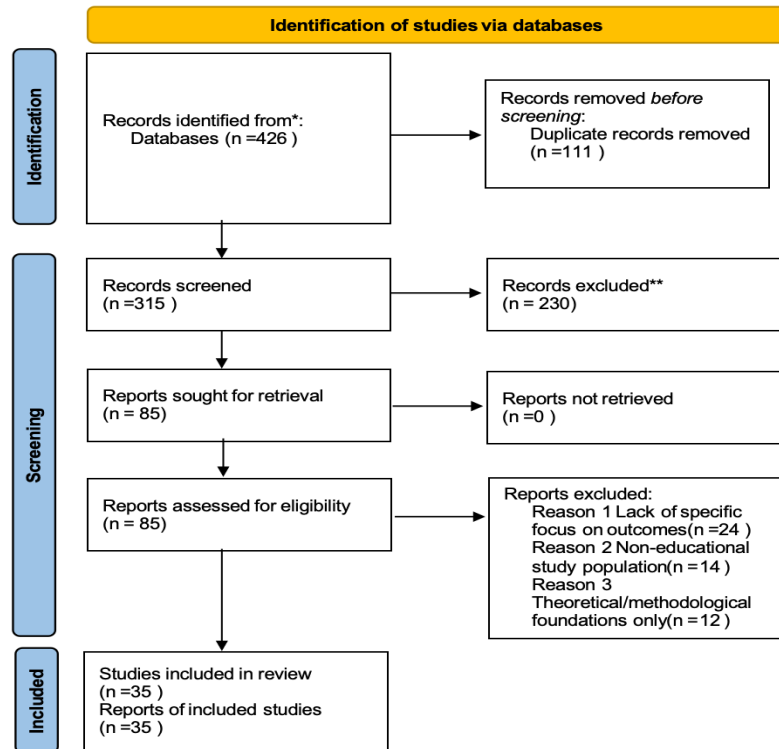 Identification of studies via databases
Identification
Records identified from*:
Databases (n =426 )
Records removed before
screening:
Duplicate records removed
(n =111 )
Screening
Records screened
(n =315 )
Records excluded**
(n = 230)
Reports sought for retrieval
(n = 85)
Reports not retrieved
(n =0 )
Reports assessed for eligibility
(n = 85)
Reports excluded:
Reason 1 Lack of specific
focus on outcomes(n =24 )
Reason 2 Non-educational
study population(n =14 )
Reason 3
Theoretical/methodological
foundations only(n =12 )
Included
Studies included in review
(n =35 )
Reports of included studies
(n =35 )